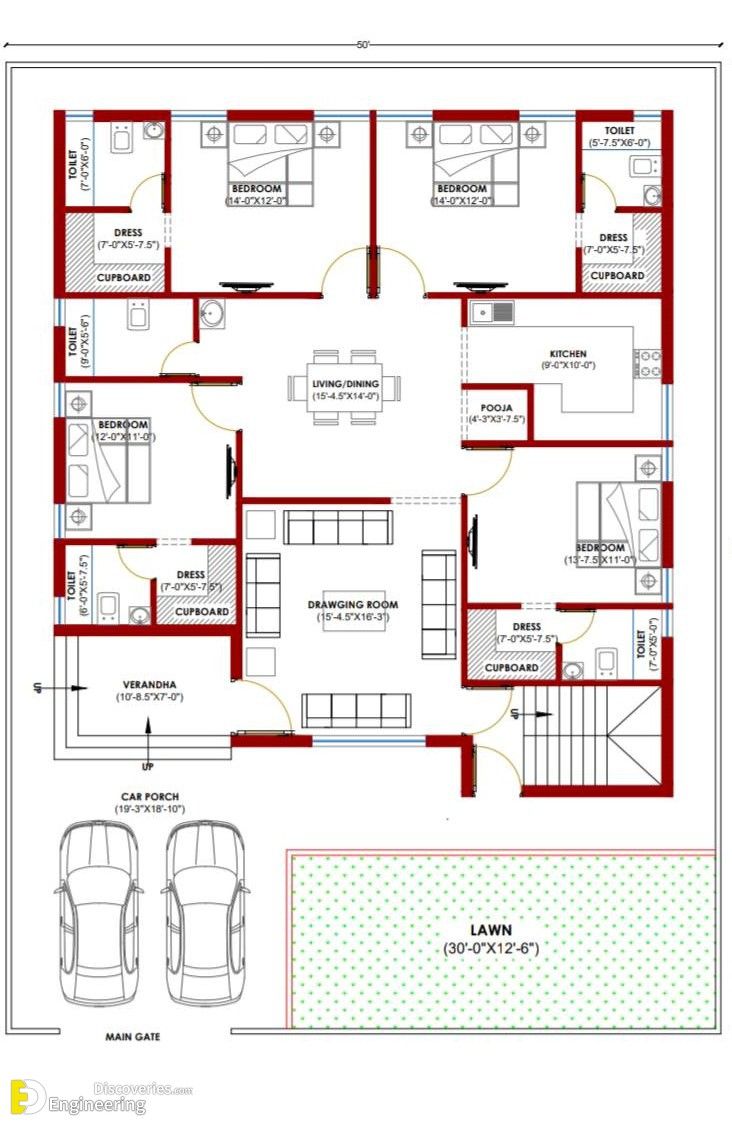 50'
TOILET
(7'-0"X6'-0")
BEDROOM
(14'-0"X12'-0")
BEDROOM
(14'-0"X12'-0")
TOILET
(5'-7.5"X6'-0")
DRESS
(7'-0"X5'-7.5")
CUPBOARD
DRESS
(7'-0"X5'-7.5")
CUPBOARD
TOILET
(9'-0"X5'-6")
LIVING/DINING
(15'-4.5"X14'-0")
KITCHEN
(9'-0"X10'-0")
POOJA
(4'-3"X3'-7.5")
BEDROOM
(12'-0"X11'-0")
BEDROOM
(13'-7.5"X11'-0")
TOILET
(6'-0"X5'-7.5")
DRESS
(7'-0"X5'-7.5")
CUPBOARD
DRAWGING ROOM
(15'-4.5"X16'-3")
DRESS
(7'-0"X5'-7.5")
CUPBOARD
TOILET
(7'-0"X5'-0")
VERANDHA
(10'-8.5"X7'-0")
UP
UP
UP
CAR PORCH
(19'-3"X18'-10")
LAWN
(30'-0"X12'-6")
MAIN GATE
ED
Discoveries.com
Engineering